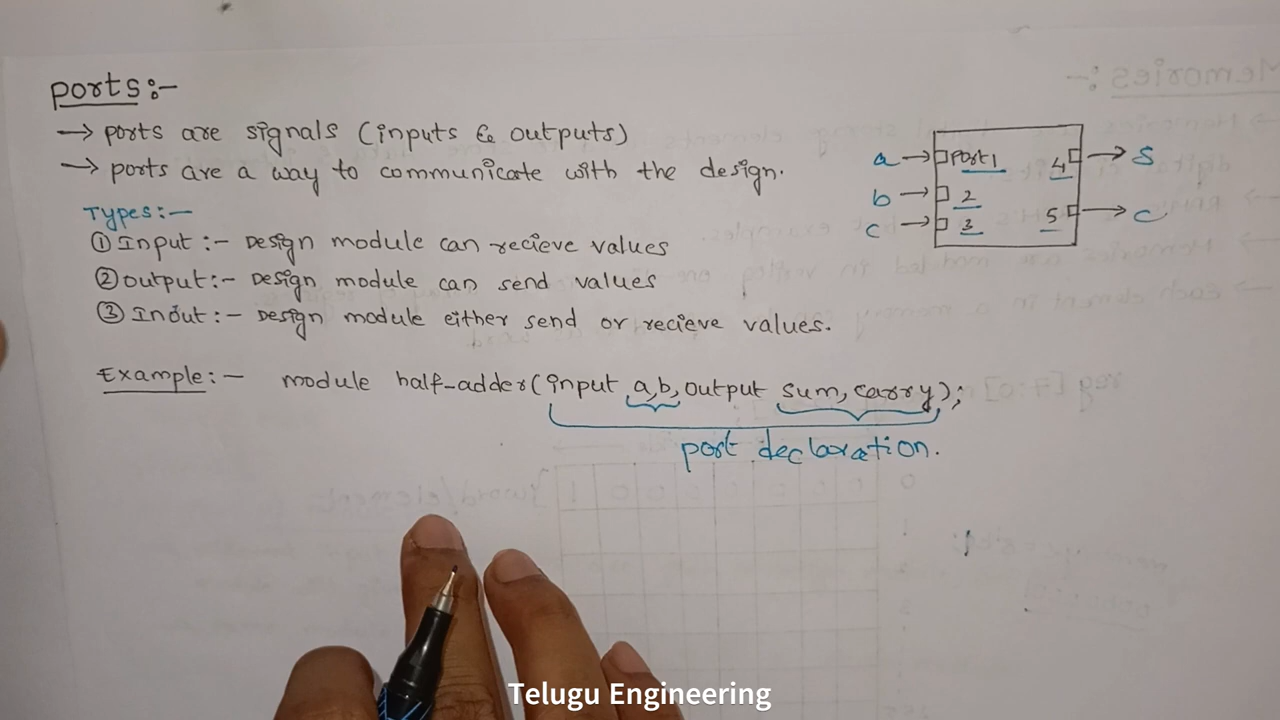 Ports:-
→ ports are signals (inputs & outputs)
→ ports are a way to communicate with the design.
Types:-
① Input :- Design module can recieve values
② output:- Design module can send values
③ Inout:- Design module either send or recieve values.
Example:- module half-adder(input a,b, output sum, carry);
port declaration.
a → port1 4 → S
b → 2
c → 3 5 → C
Telugu Engineering